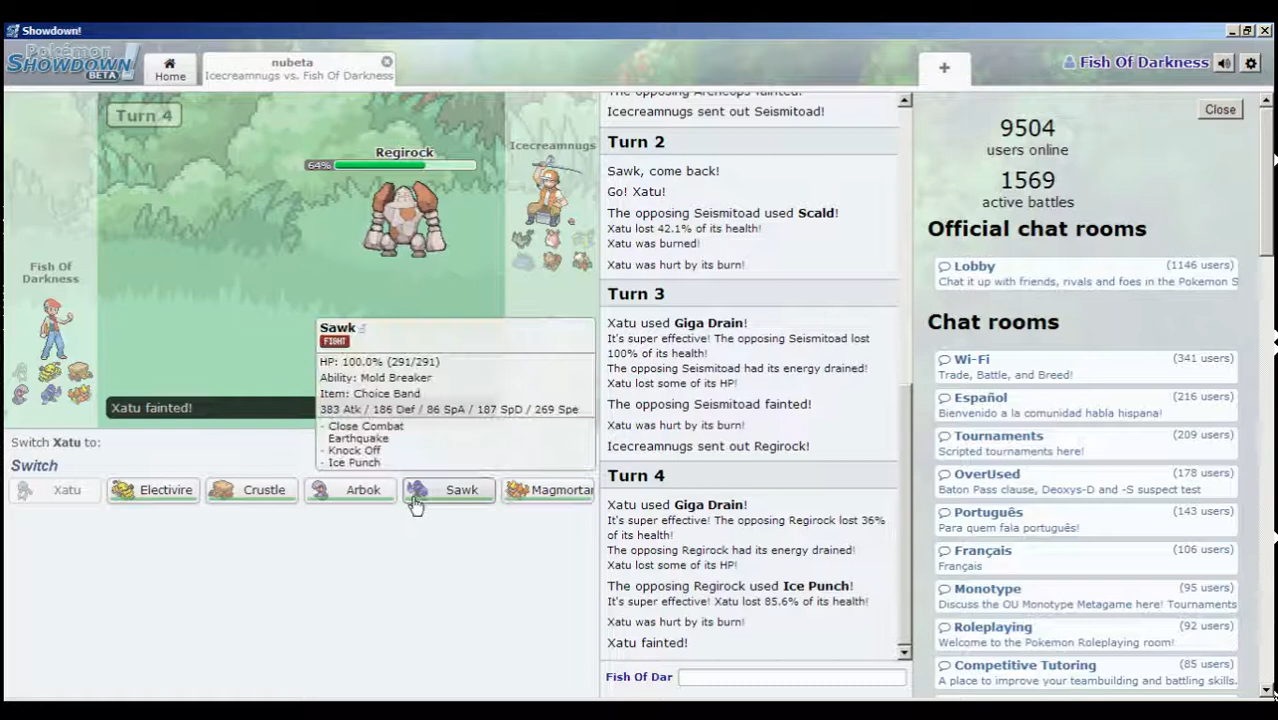 Showdown!
Pokémon
SHOWDOWN
BETA
Home
nubeta
Icecreamnugs vs. Fish Of Darkness
+
Fish Of Darkness
Turn 4
Regirock
64%
Icecreamnugs
Fish Of
Darkness
Xatu fainted!
Sawk
FIGHT
HP: 100.0% (291/291)
Ability: Mold Breaker
Item: Choice Band
383 Atk / 186 Def / 86 SpA / 187 SpD / 269 Spe
- Close Combat
Earthquake
- Knock Off
- Ice Punch
Switch Xatu to:
Switch
Xatu
Electivire
Crustle
Arbok
Sawk
Magmortar
The opposing Archeops fainted!
Icecreamnugs sent out Seismitoad!
Turn 2
Sawk, come back!
Go! Xatu!
The opposing Seismitoad used Scald!
Xatu lost 42.1% of its health!
Xatu was burned!
Xatu was hurt by its burn!
Turn 3
Xatu used Giga Drain!
It's super effective! The opposing Seismitoad lost
100% of its health!
The opposing Seismitoad had its energy drained!
Xatu lost some of its HP!
The opposing Seismitoad fainted!
Xatu was hurt by its burn!
Icecreamnugs sent out Regirock!
Turn 4
Xatu used Giga Drain!
It's super effective! The opposing Regirock lost 36%
of its health!
The opposing Regirock had its energy drained!
Xatu lost some of its HP!
The opposing Regirock used Ice Punch!
It's super effective! Xatu lost 85.6% of its health!
Xatu was hurt by its burn!
Xatu fainted!
Fish Of Dar
Close
9504
users online
1569
active battles
Official chat rooms
Lobby (1146 users)
Chat it up with friends, rivals and foes in the Pokemon S
Chat rooms
Wi-Fi (341 users)
Trade, Battle, and Breed!
Español (216 users)
Bienvenido a la comunidad habla hispana!
Tournaments (209 users)
Scripted tournaments here!
OverUsed (178 users)
Baton Pass clause, Deoxys-D and -S suspect test
Português (143 users)
Para quem fala português!
Français (106 users)
Français
Monotype (95 users)
Discuss the OU Monotype Metagame here! Tournaments
Roleplaying (92 users)
Welcome to the Pokemon Roleplaying room!
Competitive Tutoring (85 users)
A place to improve your teambuilding and battling skills.